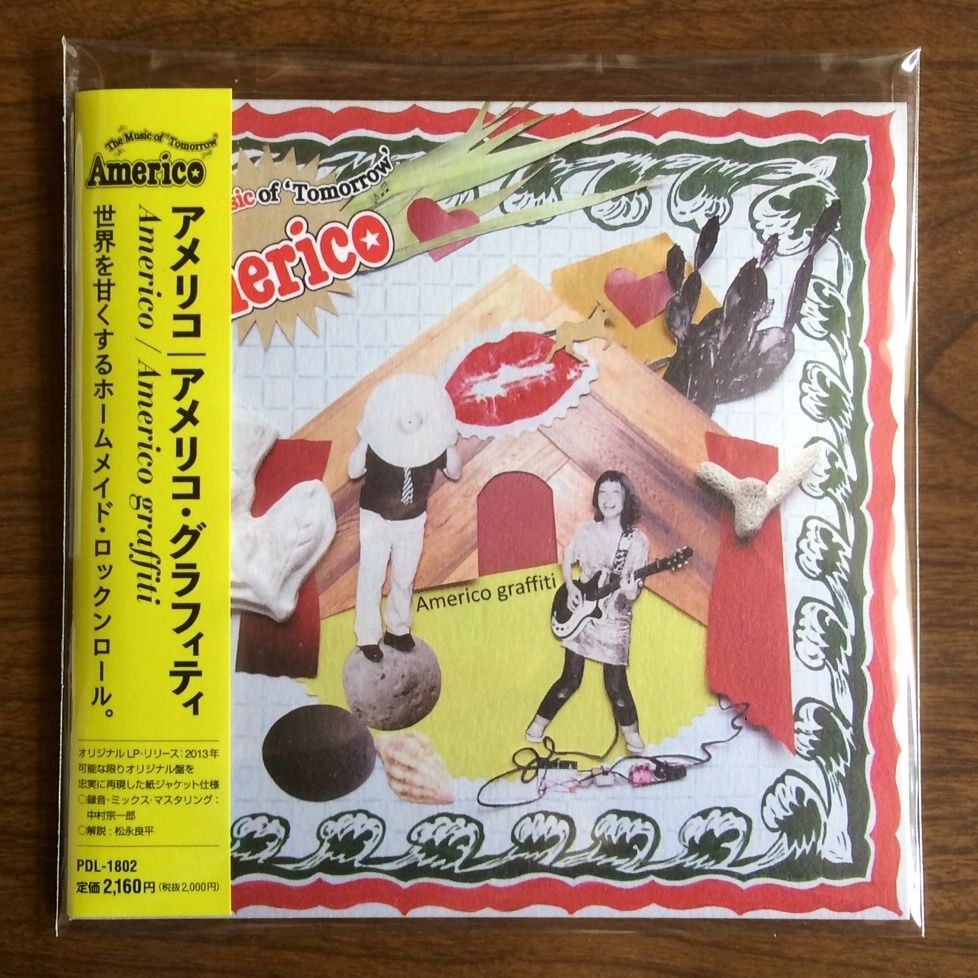 The Music of 'Tomorrow'
Americo
アメリコ|アメリコ・グラフィティ
Americo / Americo graffiti
世界を甘くするホームメイド・ロックンロール。
オリジナルLP・リリース:2013年
可能な限りオリジナル盤を
忠実に再現した紙ジャケット仕様
○録音・ミックス・マスタリング:
中村宗一郎
○解説:松永良平
PDL-1802
定価2,160円(税抜2,000円)
sic of 'Tomorrow'
erico
Americo graffiti